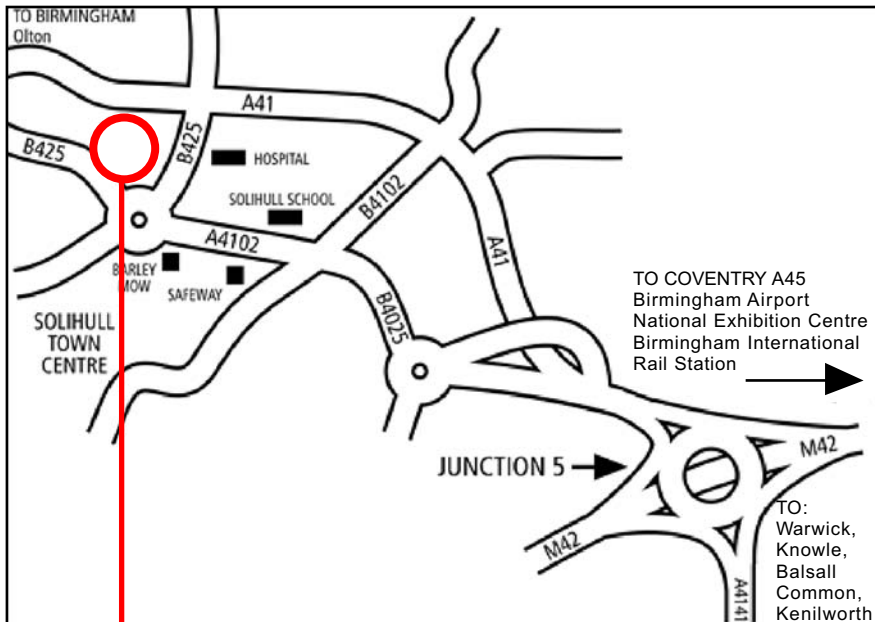 TO BIRMINGHAM
Olton
A41
B425
B425
HOSPITAL
B4102
SOLIHULL SCHOOL
A4102
A41
BARLEY
MOW
SAFEWAY
B4025
SOLIHULL
TOWN
CENTRE
TO COVENTRY A45
Birmingham Airport
National Exhibition Centre
Birmingham International
Rail Station
M42
JUNCTION 5
M42
TO:
Warwick,
Knowle,
Balsall
Common,
Kenilworth
A4141